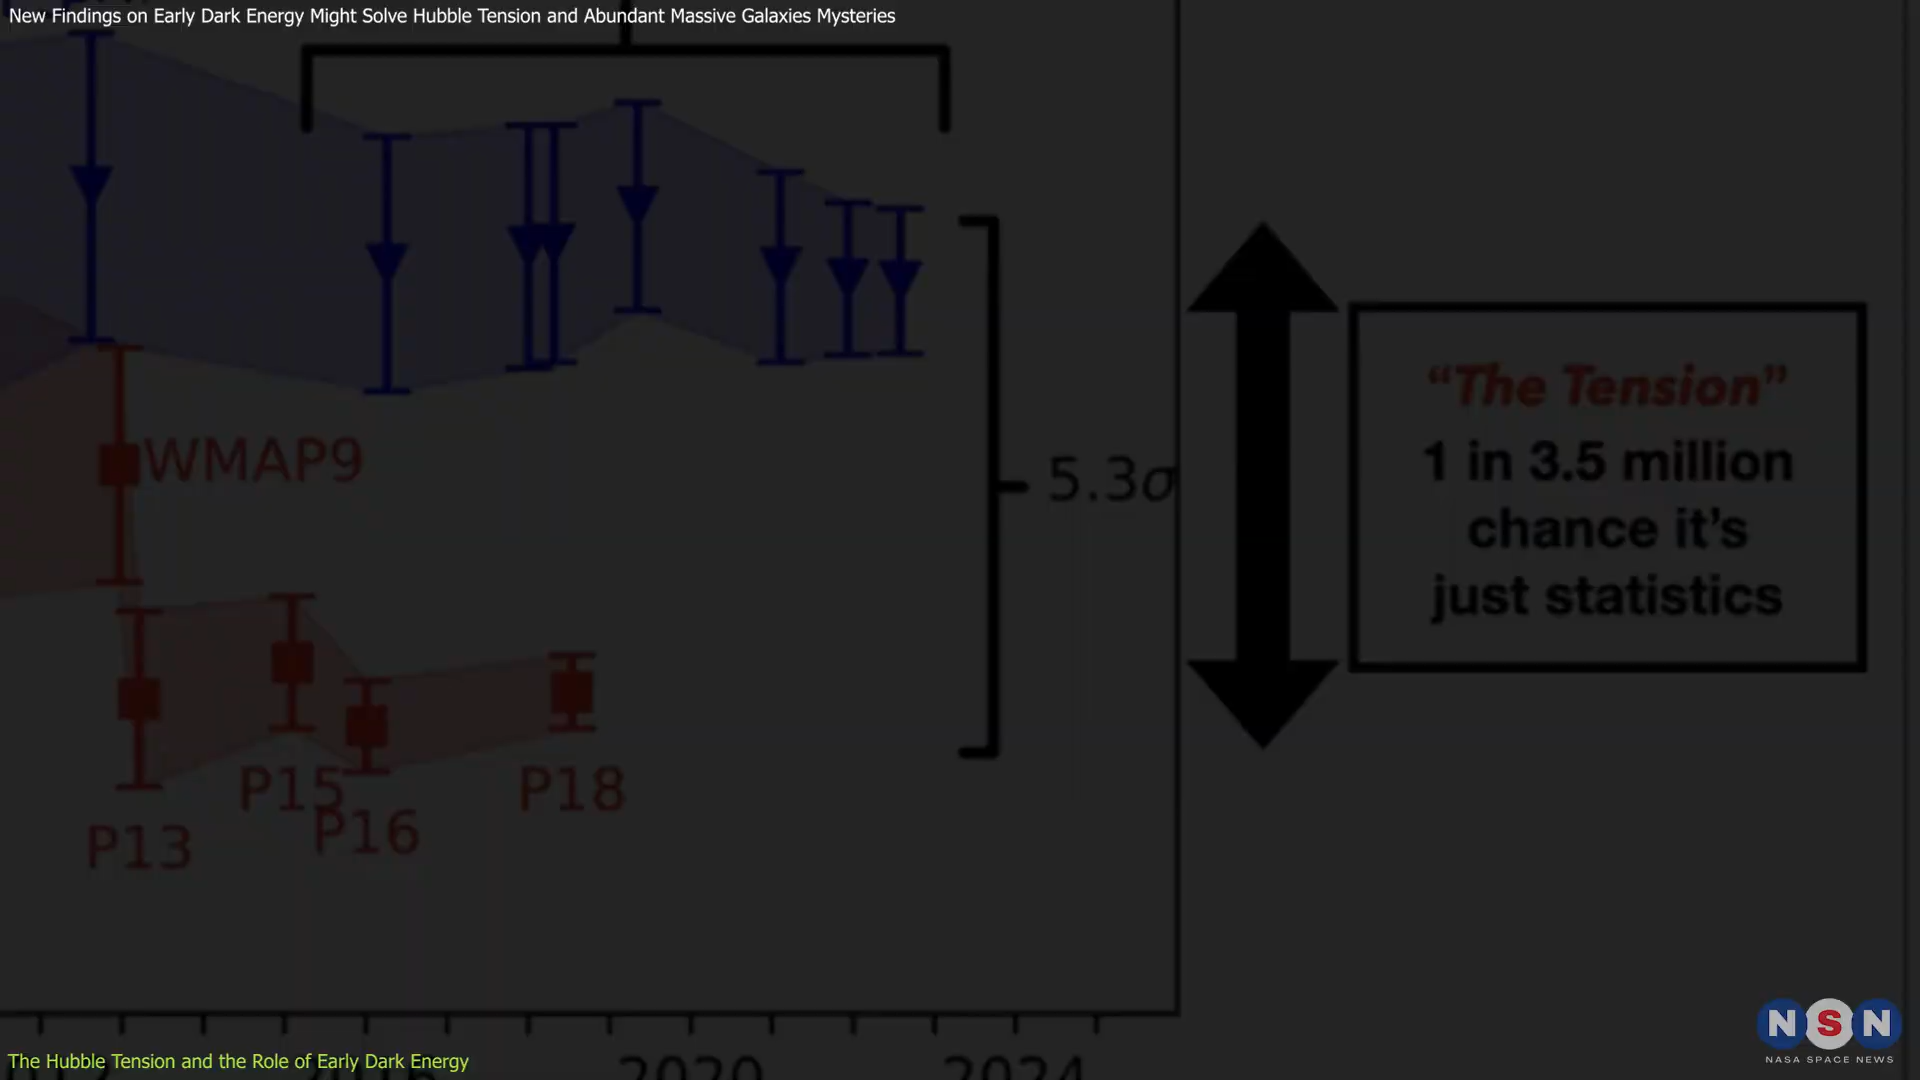 New Findings on Early Dark Energy Might Solve Hubble Tension and Abundant Massive Galaxies Mysteries
WMAP9
5.3σ
“The Tension”
1 in 3.5 million
chance it’s
just statistics
P15
P18
P16
P13
2020
2024
The Hubble Tension and the Role of Early Dark Energy
NSN
NASA SPACE NEWS